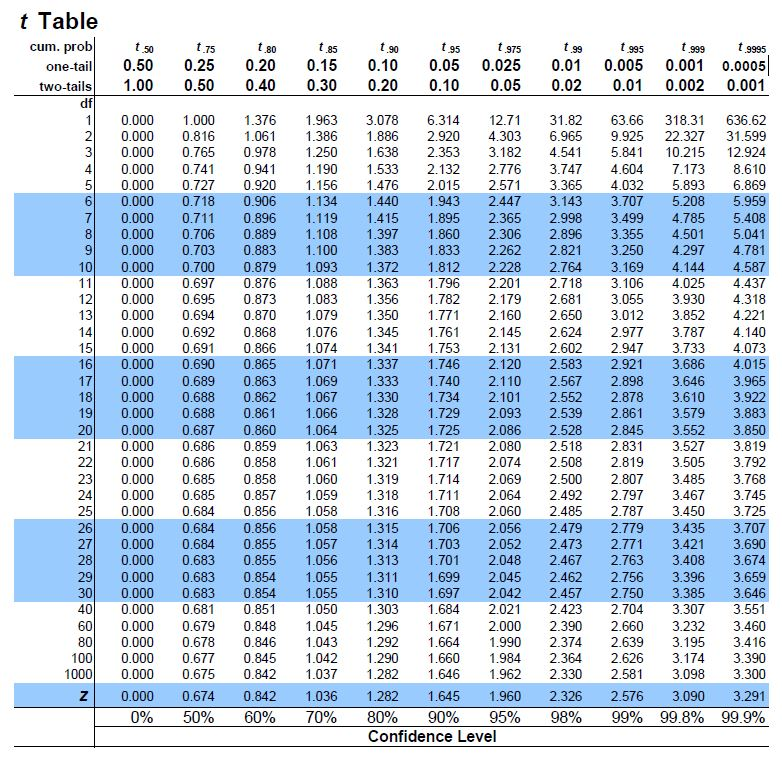 t Table
cum. prob t .50 t .75 t .80 t .85 t .90 t .95 t .975 t .99 t .995 t .999 t .9995
one-tail 0.50 0.25 0.20 0.15 0.10 0.05 0.025 0.01 0.005 0.001 0.0005
two-tails 1.00 0.50 0.40 0.30 0.20 0.10 0.05 0.02 0.01 0.002 0.001
df
1 0.000 1.000 1.376 1.963 3.078 6.314 12.71 31.82 63.66 318.31 636.62
2 0.000 0.816 1.061 1.386 1.886 2.920 4.303 6.965 9.925 22.327 31.599
3 0.000 0.765 0.978 1.250 1.638 2.353 3.182 4.541 5.841 10.215 12.924
4 0.000 0.741 0.941 1.190 1.533 2.132 2.776 3.747 4.604 7.173 8.610
5 0.000 0.727 0.920 1.156 1.476 2.015 2.571 3.365 4.032 5.893 6.869
6 0.000 0.718 0.906 1.134 1.440 1.943 2.447 3.143 3.707 5.208 5.959
7 0.000 0.711 0.896 1.119 1.415 1.895 2.365 2.998 3.499 4.785 5.408
8 0.000 0.706 0.889 1.108 1.397 1.860 2.306 2.896 3.355 4.501 5.041
9 0.000 0.703 0.883 1.100 1.383 1.833 2.262 2.821 3.250 4.297 4.781
10 0.000 0.700 0.879 1.093 1.372 1.812 2.228 2.764 3.169 4.144 4.587
11 0.000 0.697 0.876 1.088 1.363 1.796 2.201 2.718 3.106 4.025 4.437
12 0.000 0.695 0.873 1.083 1.356 1.782 2.179 2.681 3.055 3.930 4.318
13 0.000 0.694 0.870 1.079 1.350 1.771 2.160 2.650 3.012 3.852 4.221
14 0.000 0.692 0.868 1.076 1.345 1.761 2.145 2.624 2.977 3.787 4.140
15 0.000 0.691 0.866 1.074 1.341 1.753 2.131 2.602 2.947 3.733 4.073
16 0.000 0.690 0.865 1.071 1.337 1.746 2.120 2.583 2.921 3.686 4.015
17 0.000 0.689 0.863 1.069 1.333 1.740 2.110 2.567 2.898 3.646 3.965
18 0.000 0.688 0.862 1.067 1.330 1.734 2.101 2.552 2.878 3.610 3.922
19 0.000 0.688 0.861 1.066 1.328 1.729 2.093 2.539 2.861 3.579 3.883
20 0.000 0.687 0.860 1.064 1.325 1.725 2.086 2.528 2.845 3.552 3.850
21 0.000 0.686 0.859 1.063 1.323 1.721 2.080 2.518 2.831 3.527 3.819
22 0.000 0.686 0.858 1.061 1.321 1.717 2.074 2.508 2.819 3.505 3.792
23 0.000 0.685 0.858 1.060 1.319 1.714 2.069 2.500 2.807 3.485 3.768
24 0.000 0.685 0.857 1.059 1.318 1.711 2.064 2.492 2.797 3.467 3.745
25 0.000 0.684 0.856 1.058 1.316 1.708 2.060 2.485 2.787 3.450 3.725
26 0.000 0.684 0.856 1.058 1.315 1.706 2.056 2.479 2.779 3.435 3.707
27 0.000 0.684 0.855 1.057 1.314 1.703 2.052 2.473 2.771 3.421 3.690
28 0.000 0.683 0.855 1.056 1.313 1.701 2.048 2.467 2.763 3.408 3.674
29 0.000 0.683 0.854 1.055 1.311 1.699 2.045 2.462 2.756 3.396 3.659
30 0.000 0.683 0.854 1.055 1.310 1.697 2.042 2.457 2.750 3.385 3.646
40 0.000 0.681 0.851 1.050 1.303 1.684 2.021 2.423 2.704 3.307 3.551
60 0.000 0.679 0.848 1.045 1.296 1.671 2.000 2.390 2.660 3.232 3.460
80 0.000 0.678 0.846 1.043 1.292 1.664 1.990 2.374 2.639 3.195 3.416
100 0.000 0.677 0.845 1.042 1.290 1.660 1.984 2.364 2.626 3.174 3.390
1000 0.000 0.675 0.842 1.037 1.282 1.646 1.962 2.330 2.581 3.098 3.300
Z 0.000 0.674 0.842 1.036 1.282 1.645 1.960 2.326 2.576 3.090 3.291
0% 50% 60% 70% 80% 90% 95% 98% 99% 99.8% 99.9%
Confidence Level